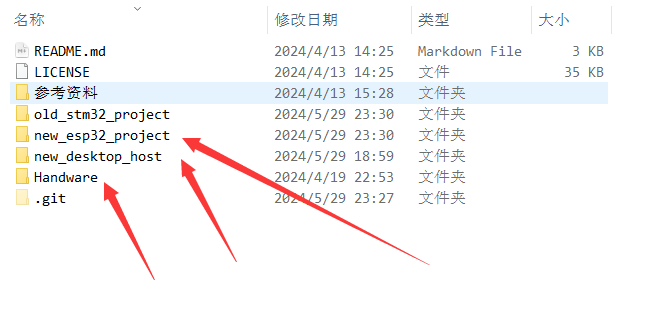 名称 修改日期 类型 大小
README.md 2024/4/13 14:25 Markdown File 3 KB
LICENSE 2024/4/13 14:25 文件 35 KB
参考资料 2024/4/13 15:28 文件夹
old_stm32_project 2024/5/29 23:30 文件夹
new_esp32_project 2024/5/29 23:30 文件夹
new_desktop_host 2024/5/29 18:59 文件夹
Handware 2024/4/19 22:53 文件夹
.git 2024/5/29 23:27 文件夹